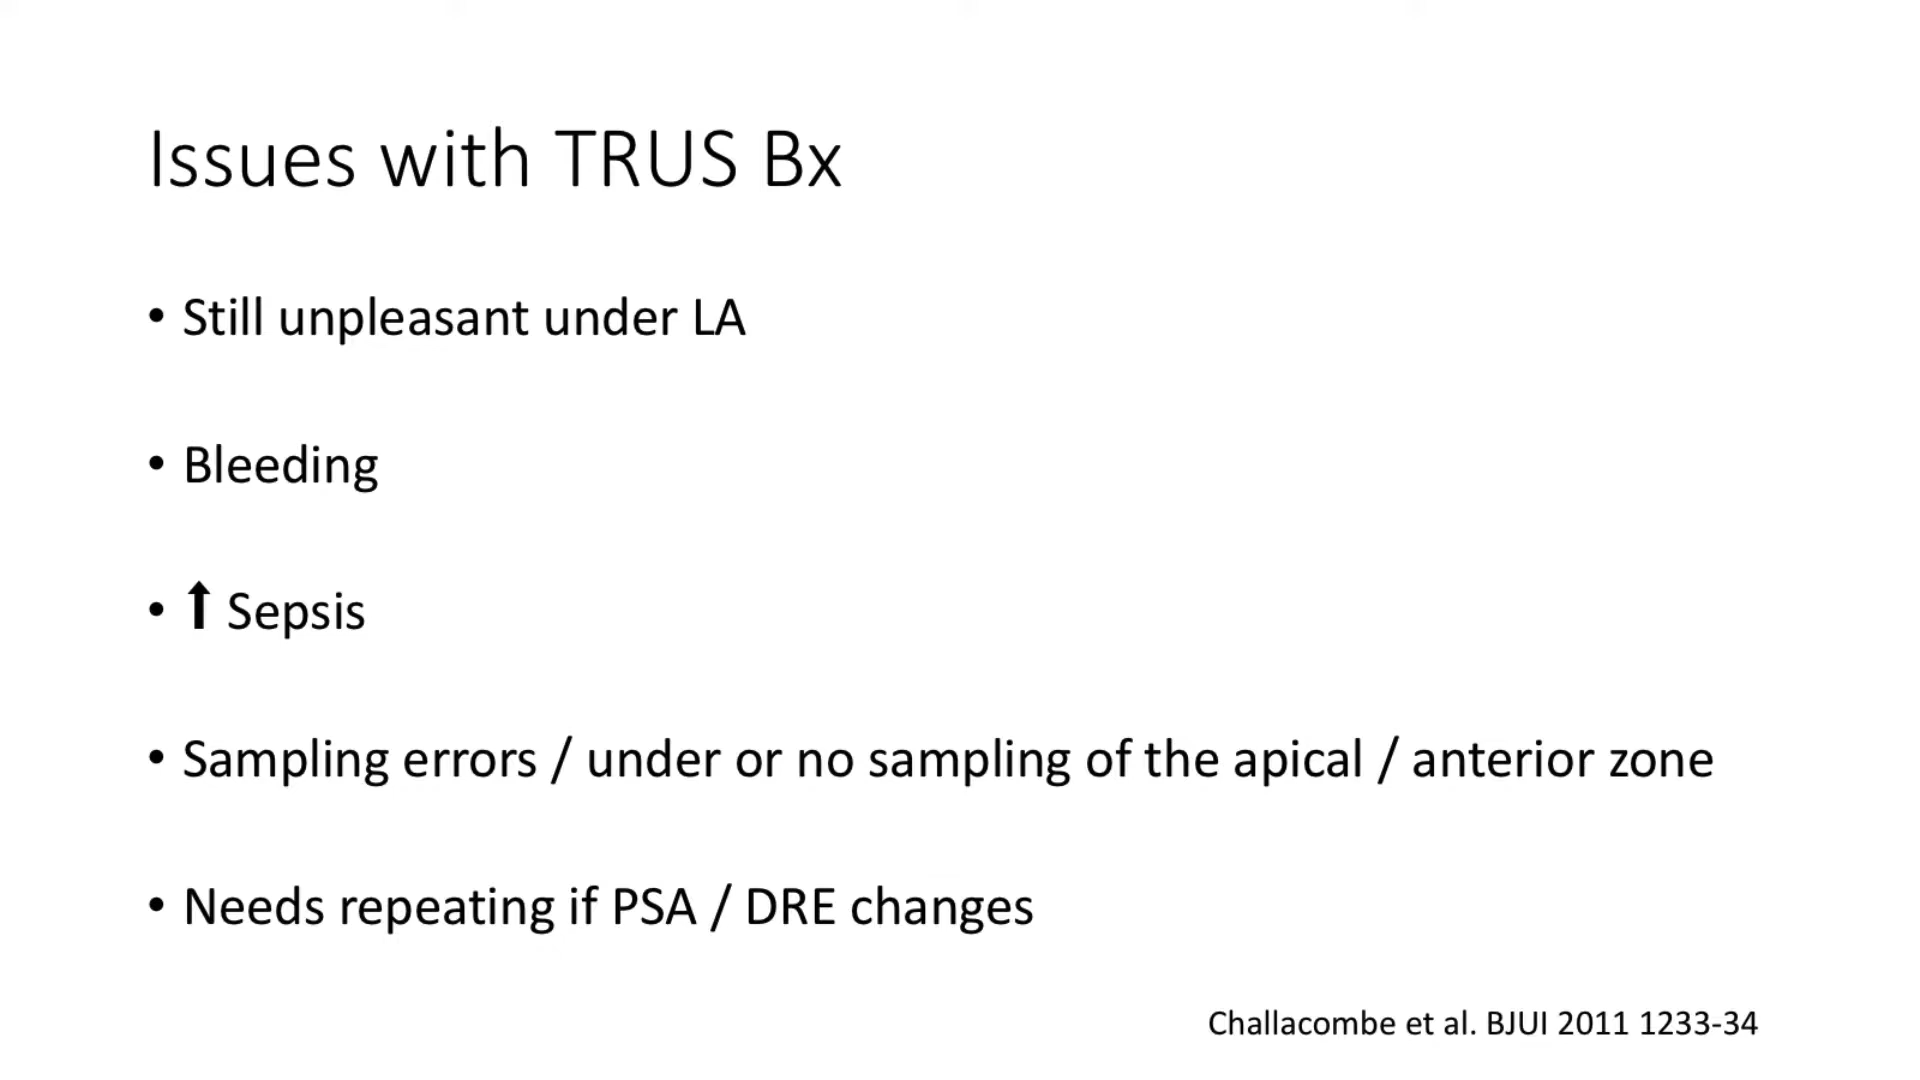 Issues with TRUS Bx
• Still unpleasant under LA
• Bleeding
• ⬆ Sepsis
• Sampling errors / under or no sampling of the apical / anterior zone
• Needs repeating if PSA / DRE changes
Challacombe et al. BJUI 2011 1233-34